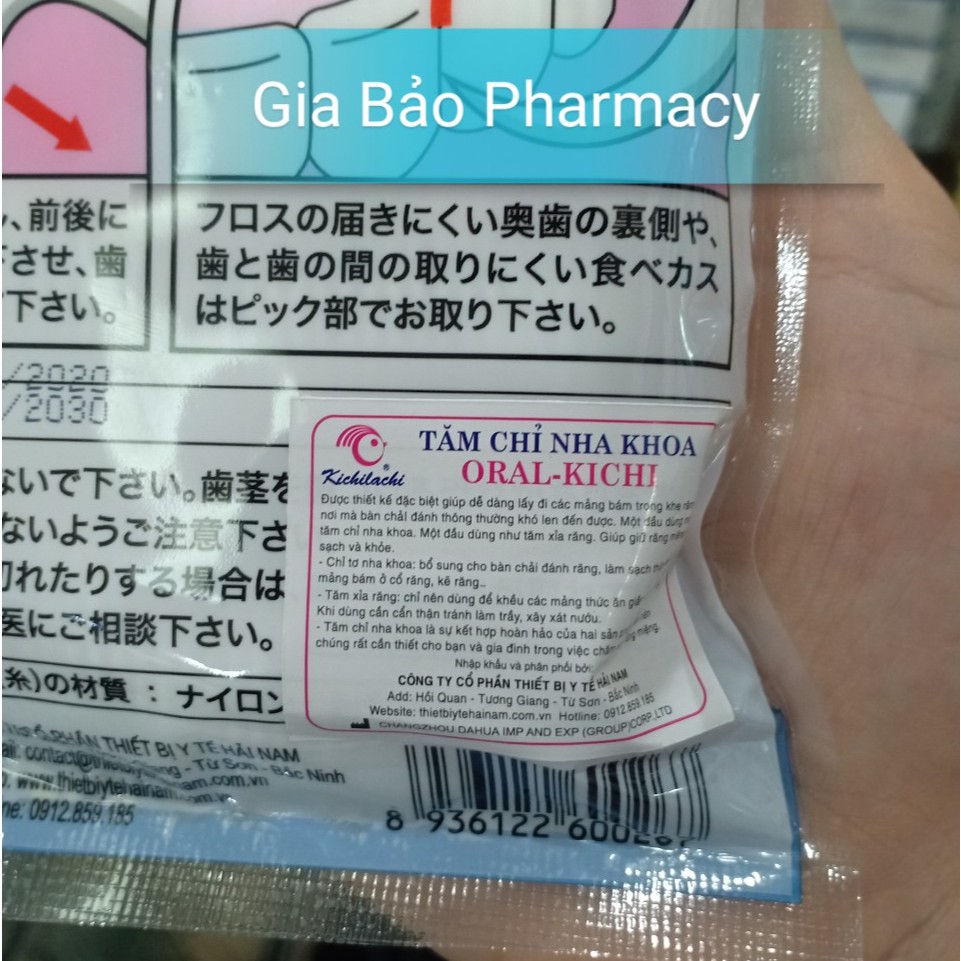 Gia Bảo Pharmacy
、前後に
させ、歯
下さい。
フロスの届きにくい奥歯の裏側や、
歯と歯の間の取りにくい食べカス
はピック部でお取り下さい。
/2020
/2030
ないで下さい。歯茎を
ないようご注意下さ
切れたりする場合は
医にご相談下さい。
糸)の材質：ナイロン
Kichilachi®
TĂM CHỈ NHA KHOA
ORAL-KICHI
Được thiết kế đặc biệt giúp dễ dàng lấy đi các mảng bám trong khe răng
nơi mà bàn chải đánh thông thường khó len đến được. Một đầu dùng
tăm chỉ nha khoa. Một đầu dùng như tăm xỉa răng. Giúp giữ răng
sạch và khỏe.
- Chỉ tơ nha khoa: bổ sung cho bàn chải đánh răng, làm sạch
mảng bám ở cổ răng, kẽ răng...
- Tăm xỉa răng: chỉ nên dùng để khều các mảng thức ăn
Khi dùng cần cẩn thận tránh làm trầy, xây xát nướu.
- Tăm chỉ nha khoa là sự kết hợp hoàn hảo của hai sản
chúng rất cần thiết cho bạn và gia đình trong việc miệng.
Nhập khẩu và phân phối bởi:
CÔNG TY CỔ PHẦN THIẾT BỊ Y TẾ HẢI NAM
Add: Hồi Quan - Tương Giang - Từ Sơn - Bắc Ninh
Website: thietbiytehainam.com.vn Hotline: 0912.859.185
CHANGZHOU DAHUA IMP AND EXP (GROUP)CORP.,LTD
PHẦN THIẾT BỊ Y TẾ HẢI NAM
Giang - Từ Sơn - Bắc Ninh
ail: contact@thietbiytehainam.com.vn
www.thietbiytehainam.com.vn
ne: 0912.859.185
8 936122